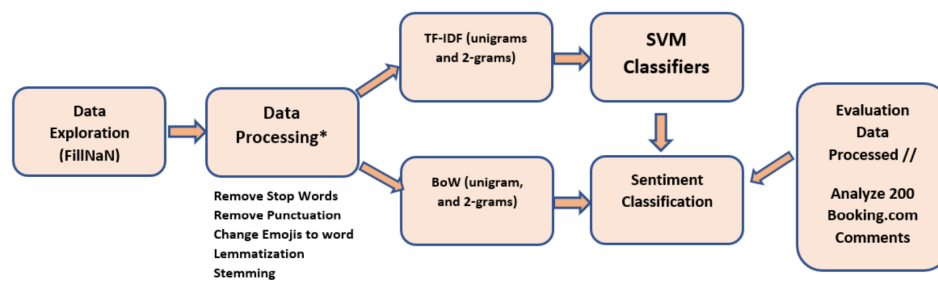 Data
Exploration
(FillNaN)
Data
Processing*
Remove Stop Words
Remove Punctuation
Change Emojis to word
Lemmatization
Stemming
TF-IDF (unigrams
and 2-grams)
BoW (unigram,
and 2-grams)
SVM
Classifiers
Sentiment
Classification
Evaluation
Data
Processed //
Analyze 200
Booking.com
Comments